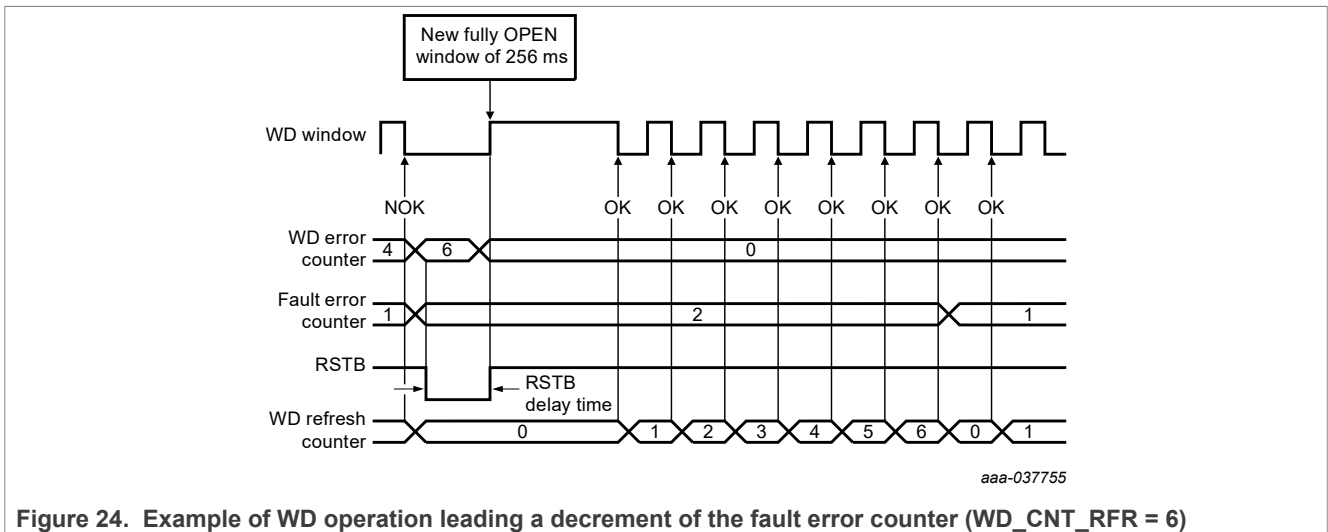 New fully OPEN
window of 256 ms
WD window
NOK OK OK OK OK OK OK OK OK
WD error
counter
4 6 0
Fault error
counter
1 2 1
RSTB
RSTB
delay time
WD refresh
counter
0 1 2 3 4 5 6 0 1
aaa-037755
Figure 24. Example of WD operation leading a decrement of the fault error counter (WD_CNT_RFR = 6)